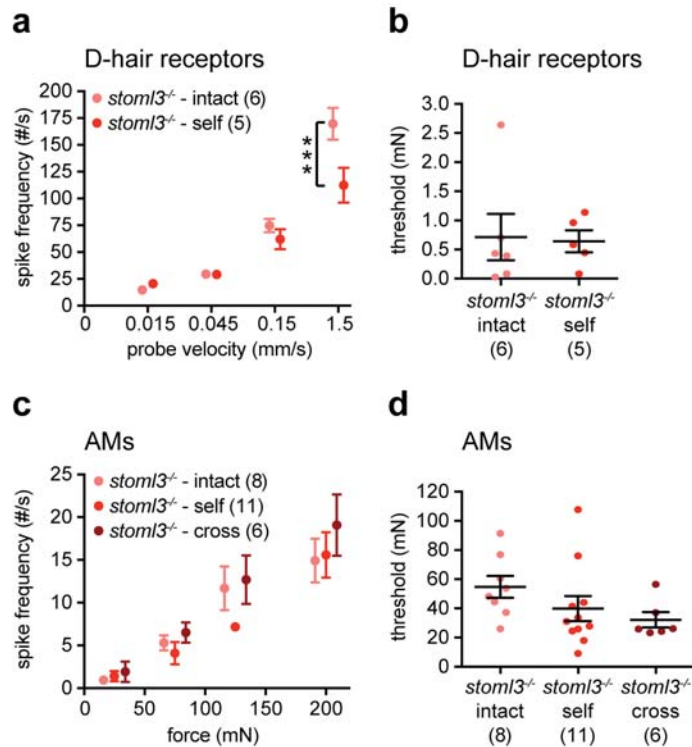 a
D-hair receptors
200
175
150
125
100
75
50
25
0
spike frequency (#/s)
stoml3-/- - intact (6)
stoml3-/- - self (5)
***
0
0.015
0.045
0.15
1.5
probe velocity (mm/s)
b
D-hair receptors
3.0
2.5
2.0
1.5
1.0
0.5
0.0
threshold (mN)
stoml3-/-
intact
(6)
stoml3-/-
self
(5)
c
AMs
25
20
15
10
5
0
spike frequency (#/s)
stoml3-/- - intact (8)
stoml3-/- - self (11)
stoml3-/- - cross (6)
0
50
100
150
200
force (mN)
d
AMs
120
100
80
60
40
20
0
threshold (mN)
stoml3-/-
intact
(8)
stoml3-/-
self
(11)
stoml3-/-
cross
(6)